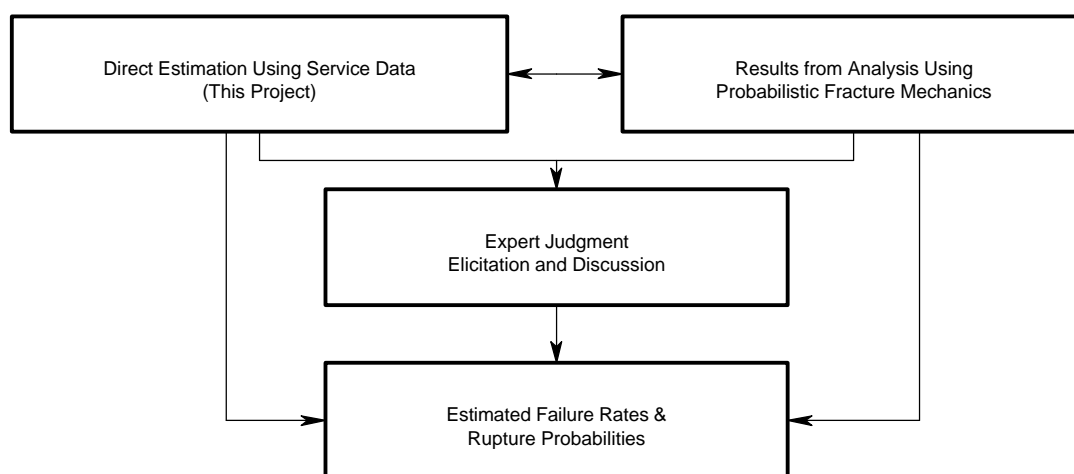 Direct Estimation Using Service Data
(This Project)
Results from Analysis Using
Probabilistic Fracture Mechanics
Expert Judgment
Elicitation and Discussion
Estimated Failure Rates &
Rupture Probabilities